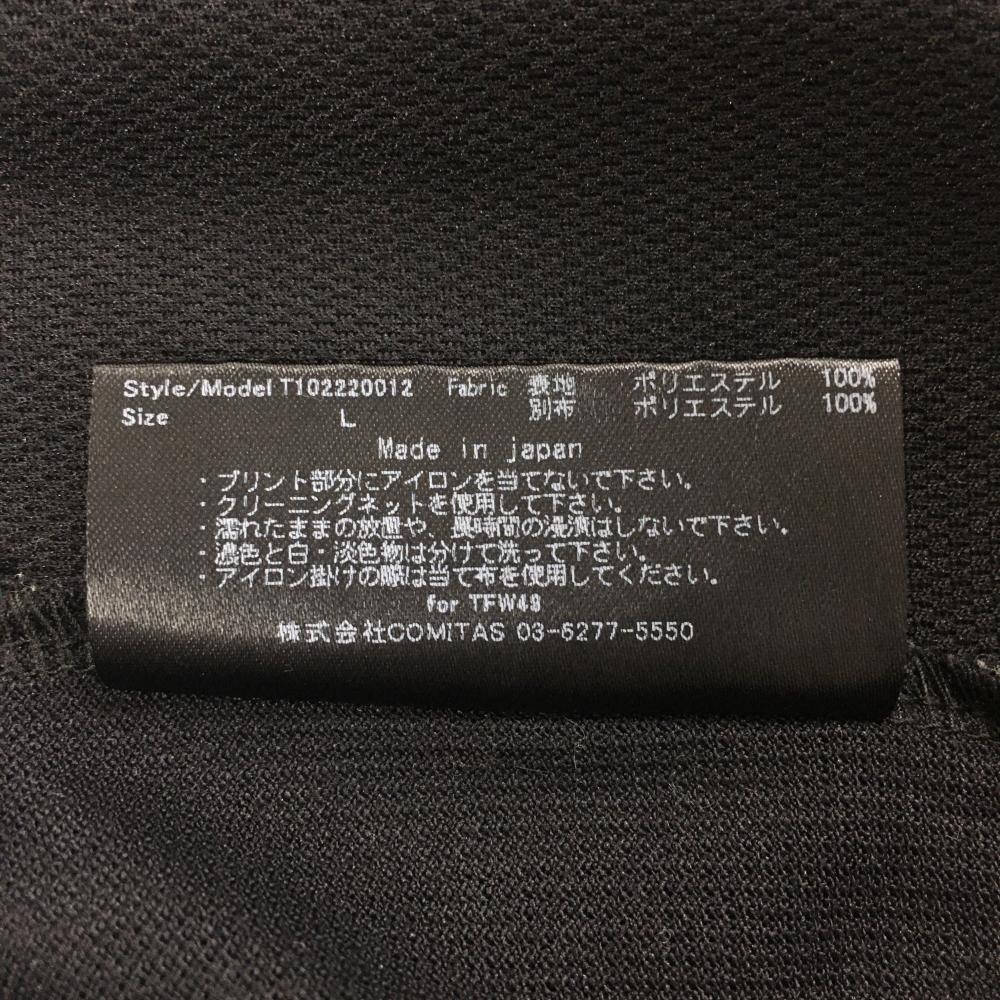 Style/Model T102220012 Fabric 表地 ポリエステル 100%
Size L 別布 ポリエステル 100%
Made in japan
・プリント部分にアイロンを当てないで下さい。
・クリーニングネットを使用して下さい。
・濡れたままの放置や、長時間の浸漬はしないで下さい。
・濃色と白・淡色物は分けて洗って下さい。
・アイロン掛けの際は当て布を使用してください。
for TFW49
株式会社COMITAS 03-6277-5550